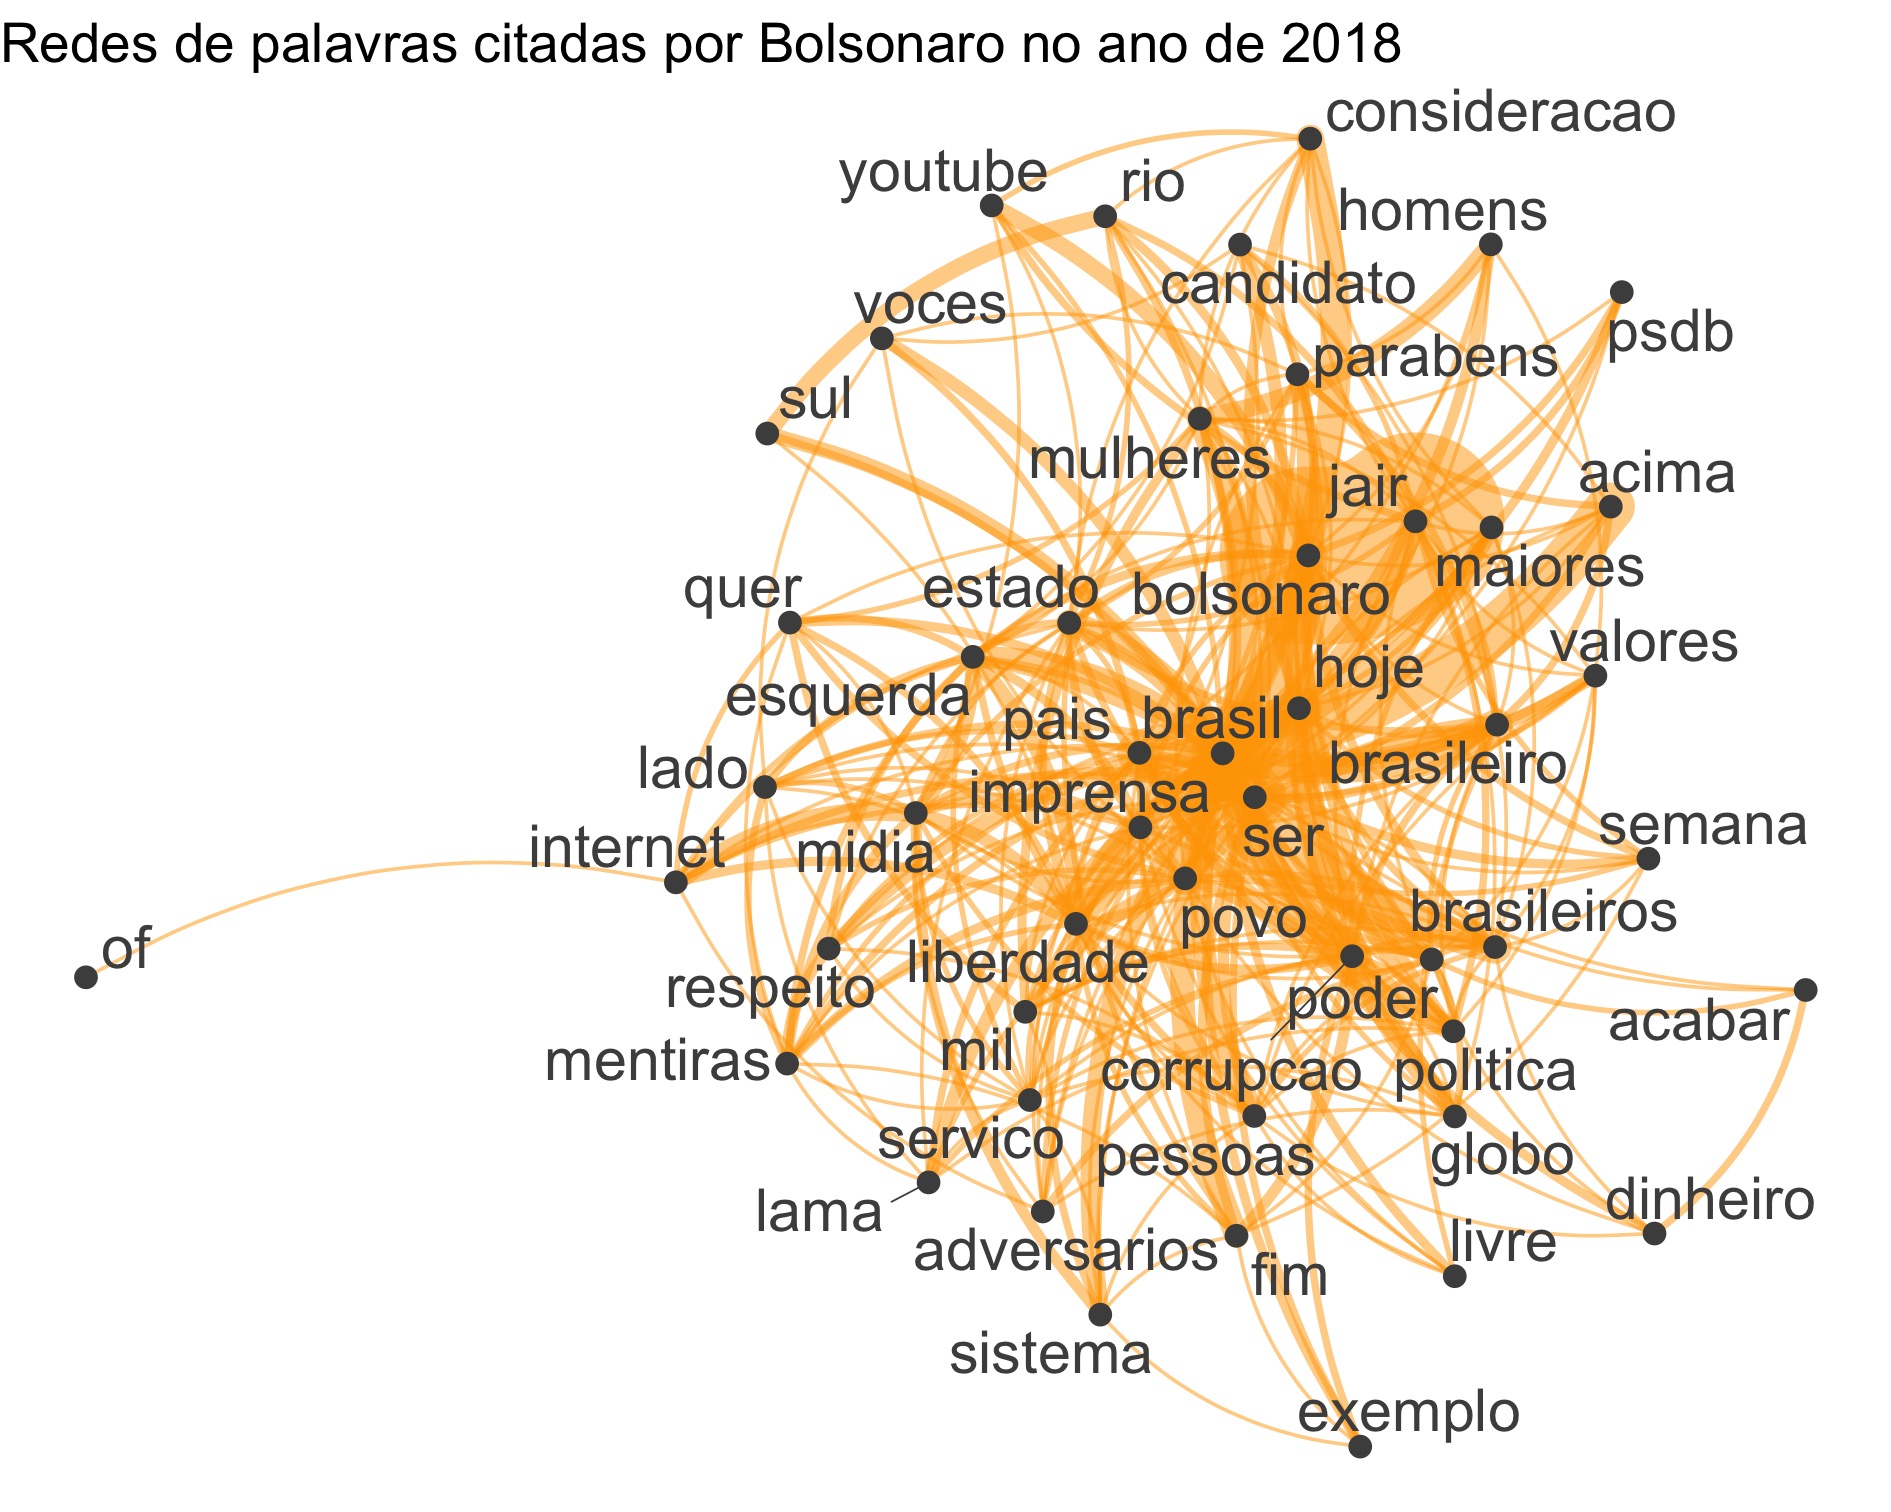 Redes de palavras citadas por Bolsonaro no ano de 2018
consideracao
youtube
rio
homens
candidato
voces
psdb
parabens
sul
mulheres
jair
acima
maiores
quer
estado
bolsonaro
valores
hoje
esquerda
pais
brasil
lado
imprensa
brasileiro
internet
midia
ser
semana
brasileiros
povo
of
liberdade
respeito
poder
acabar
mil
mentiras
corrupcao
politica
servico
pessoas
globo
lama
dinheiro
adversarios
livre
fim
sistema
exemplo